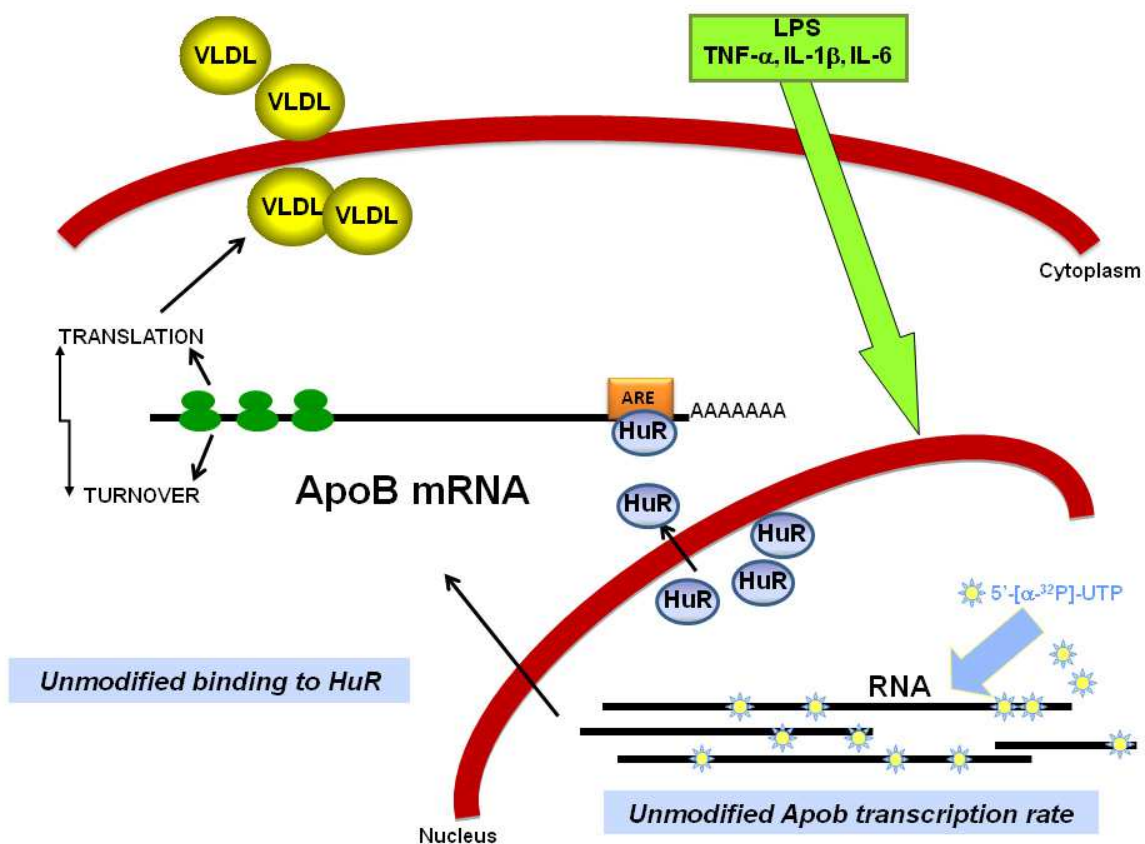 VLDL
VLDL
VLDL
VLDL
LPS
TNF-α, IL-1β, IL-6
Cytoplasm
TRANSLATION
ARE
HuR
AAAAAAA
TURNOVER
ApoB mRNA
HuR
HuR
HuR
HuR
5'-[α-³²P]-UTP
Unmodified binding to HuR
RNA
Unmodified Apob transcription rate
Nucleus